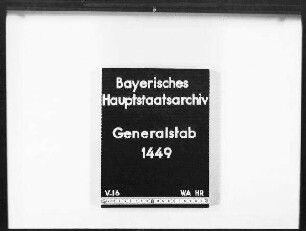 Bayerisches
Hauptstaatsarchiv
Generalstab
1449
V.16 WA HR